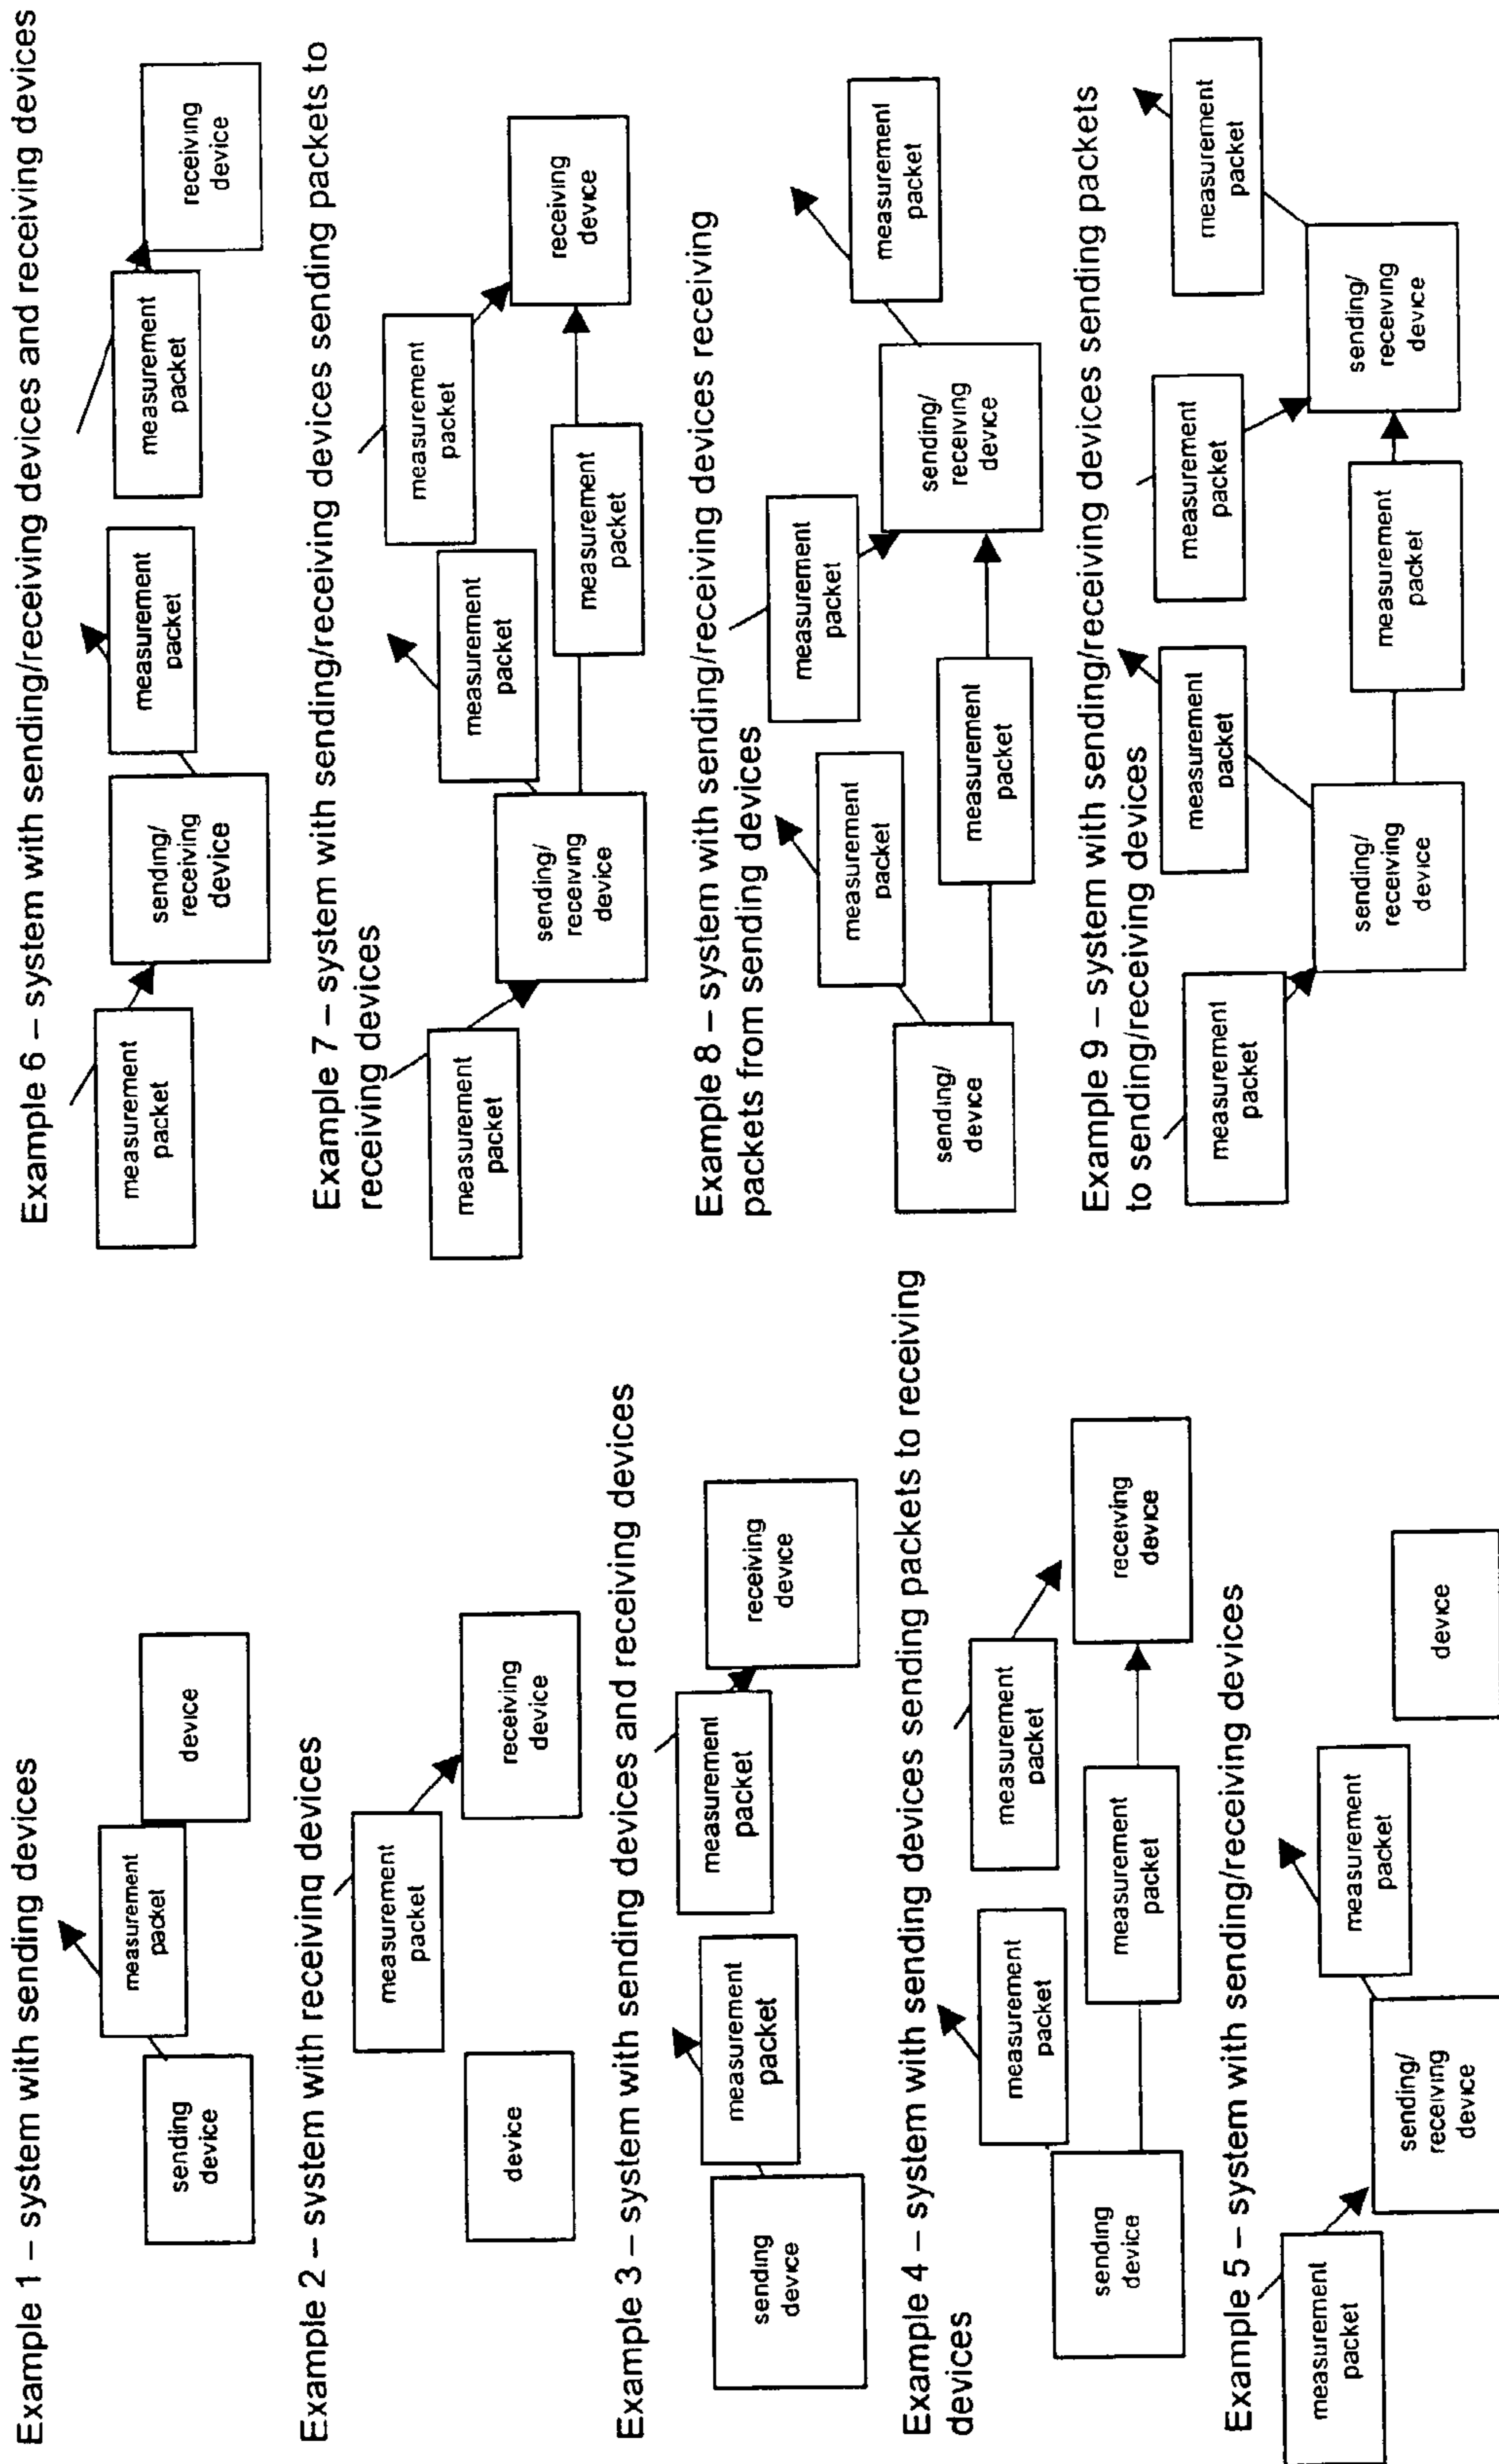 Example 1 – system with sending devices
sending
device
measurement
packet
device
Example 2 – system with receiving devices
device
measurement
packet
receiving
device
Example 3 – system with sending devices and receiving devices
sending
device
measurement
packet
measurement
packet
receiving
device
Example 4 – system with sending devices sending packets to receiving
devices
sending
device
measurement
packet
measurement
packet
measurement
packet
receiving
device
Example 5 – system with sending/receiving devices
measurement
packet
sending/
receiving
device
measurement
packet
device
Example 6 – system with sending/receiving devices and receiving devices
measurement
packet
sending/
receiving
device
measurement
packet
measurement
packet
receiving
device
Example 7 – system with sending/receiving devices sending packets to
receiving devices
measurement
packet
sending/
receiving
device
measurement
packet
measurement
packet
measurement
packet
receiving
device
Example 8 – system with sending/receiving devices receiving
packets from sending devices
sending/
device
measurement
packet
measurement
packet
measurement
packet
sending/
receiving
device
measurement
packet
Example 9 – system with sending/receiving devices sending packets
to sending/receiving devices
measurement
packet
sending/
receiving
device
measurement
packet
measurement
packet
measurement
packet
sending/
receiving
device
measurement
packet